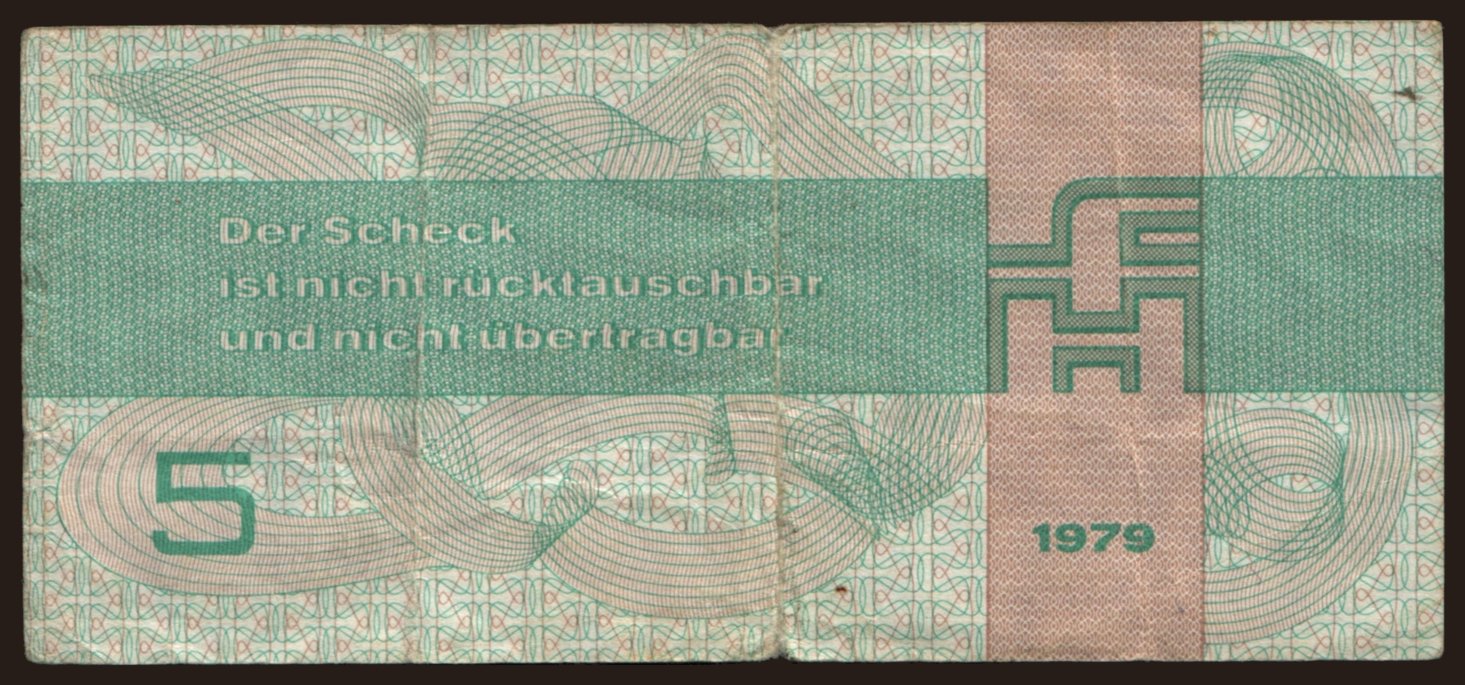 Der Scheck
ist nicht rücktauschbar
und nicht übertragbar
5
1979